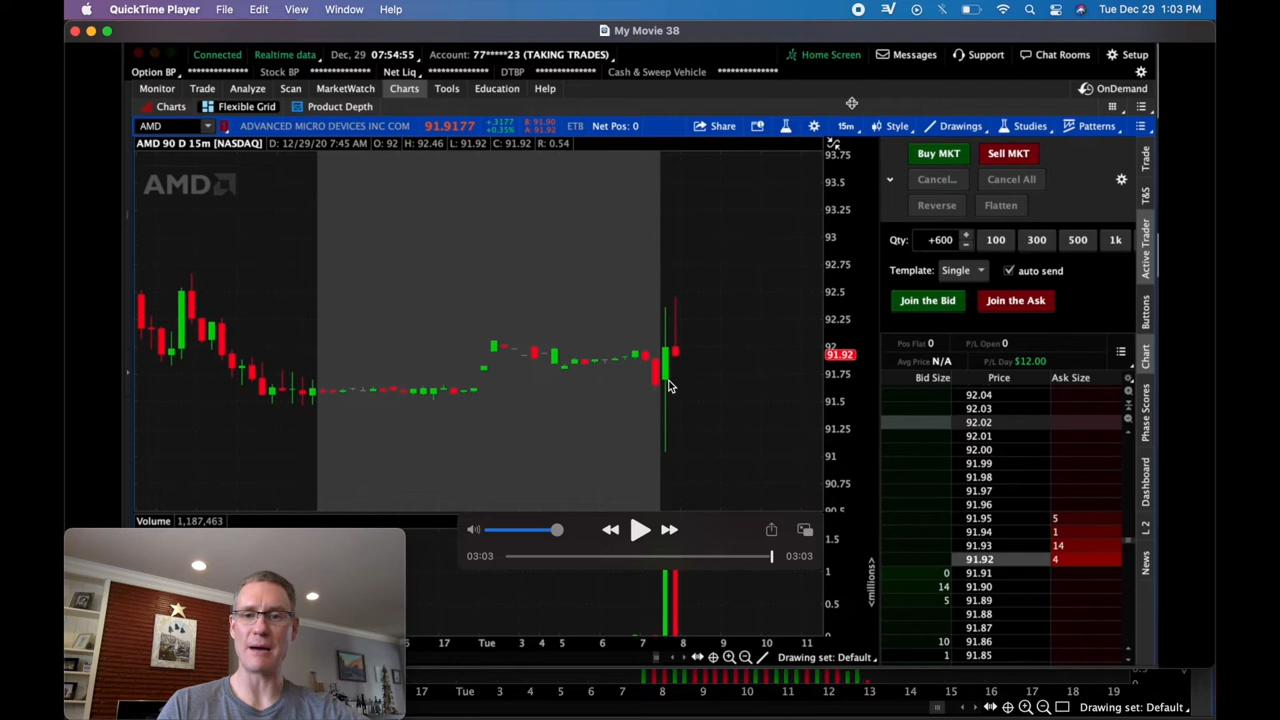 QuickTime Player File Edit View Window Help Tue Dec 29 1:03 PM
My Movie 38
Connected Realtime data Dec, 29 07:54:55 Account: 77*****23 (TAKING TRADES) Home Screen Messages Support Chat Rooms Setup
Option BP Stock BP Net Liq DTBP Cash & Sweep Vehicle
Monitor Trade Analyze Scan MarketWatch Charts Tools Education Help OnDemand
Charts Flexible Grid Product Depth
AMD ADVANCED MICRO DEVICES INC COM 91.9177 +.3177 +0.35% B: 91.90 A: 91.92 ETB Net Pos: 0 Share 15m Style Drawings Studies Patterns
AMD 90 D 15m [NASDAQ] D: 12/29/20 7:45 AM O: 92 H: 92.46 L: 91.92 C: 91.92 R: 0.54
AMD
93.75
93.5
93.25
93
92.75
92.5
92.25
92
91.92
91.75
91.5
91.25
91
90.75
90.5
Buy MKT Sell MKT
Cancel... Cancel All
Reverse Flatten
Qty: +600 100 300 500 1k
Template: Single auto send
Join the Bid Join the Ask
Pos Flat 0 P/L Open 0
Avg Price N/A P/L Day $12.00
Bid Size Price Ask Size
92.04
92.03
92.02
92.01
92.00
91.99
91.98
91.97
91.96
91.95 5
91.94 1
91.93 14
91.92 4
0 91.91
14 91.90
5 91.89
91.88
91.87
10 91.86
1 91.85
Trade
T&S
Active Trader
Buttons
Chart
Phase Scores
Dashboard
L 2
News
Volume 1,187,463
03:03 03:03
1.5
1
0.5
0
<millions>
17 Tue 3 4 5 6 7 8 9 10 11
Drawing set: Default
16 17 Tue 3 4 5 6 7 8 9 10 11 12 13 14 15 16 17 18 19
Drawing set: Default